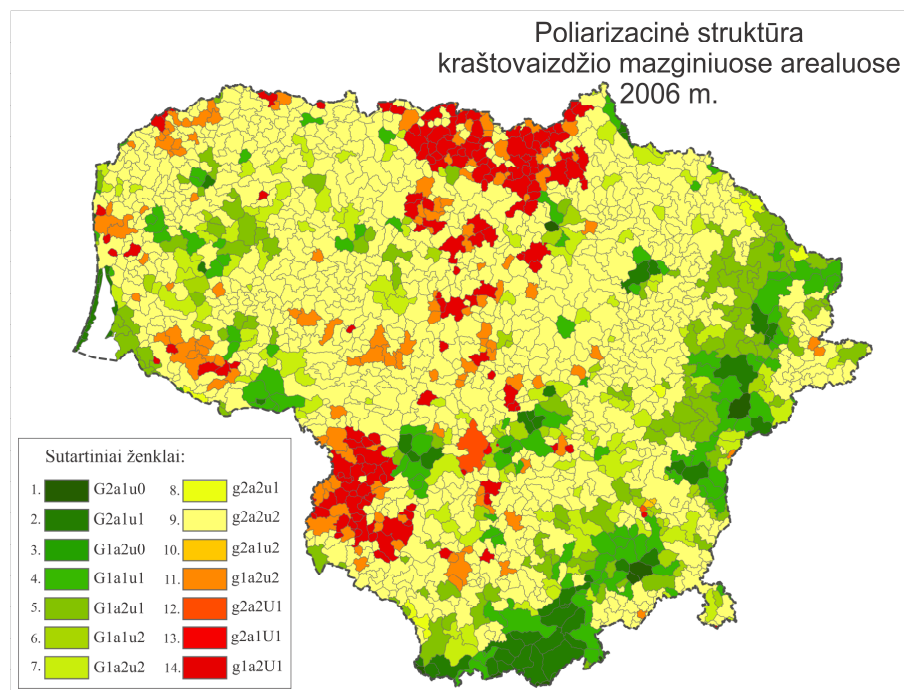 Poliarizacinė struktūra
kraštovaizdžio mazginiuose arealuose
2006 m.
Sutartiniai ženklai:
1. G2a1u0
2. G2a1u1
3. G1a2u0
4. G1a1u1
5. G1a2u1
6. G1a1u2
7. G1a2u2
8. g2a2u1
9. g2a2u2
10. g2a1u2
11. g1a2u2
12. g2a2U1
13. g2a1U1
14. g1a2U1